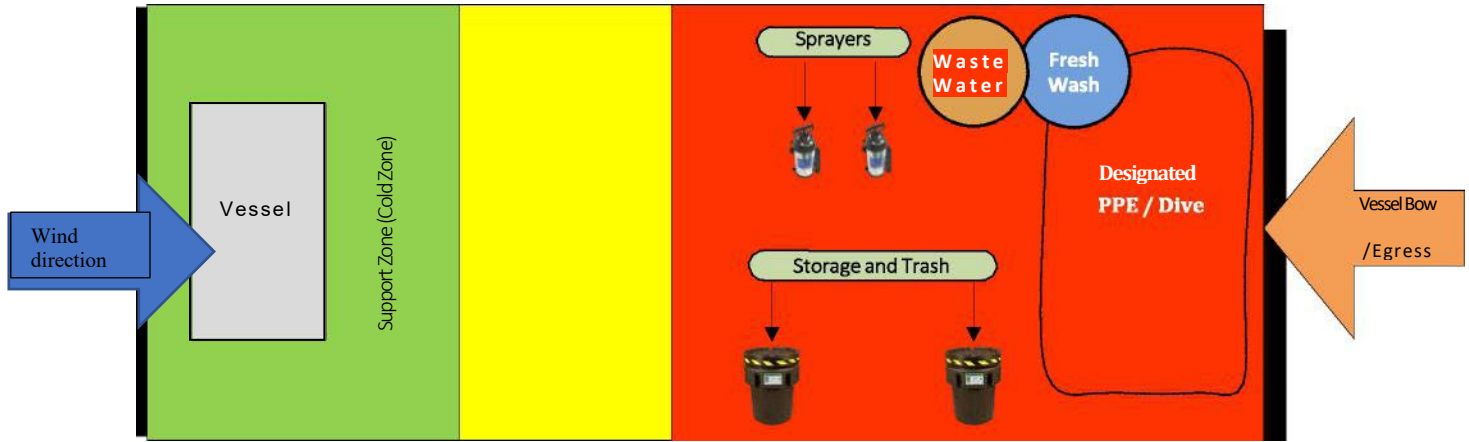 Wind
direction
Vessel
Support Zone (Cold Zone)
Sprayers
Waste
Water
Fresh
Wash
Designated
PPE / Dive
Storage and Trash
Vessel Bow
/Egress